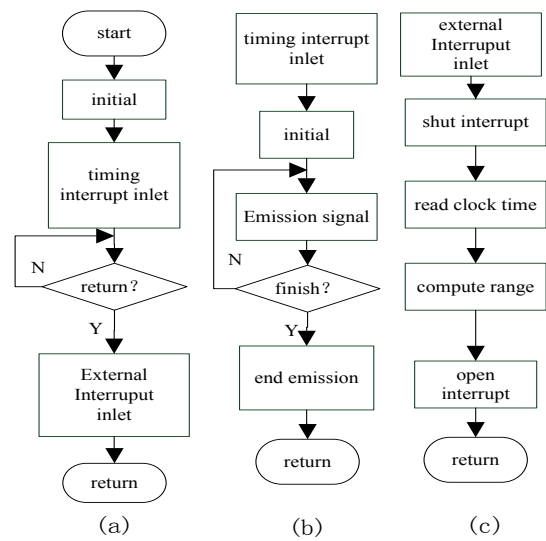 start
initial
timing
interrupt inlet
N
return?
Y
External
Interruput
inlet
return
(a)
timing interrupt
inlet
initial
Emission signal
N
finish?
Y
end emission
return
(b)
external
Interruput
inlet
shut interrupt
read clock time
compute range
open
interrupt
return
(c)